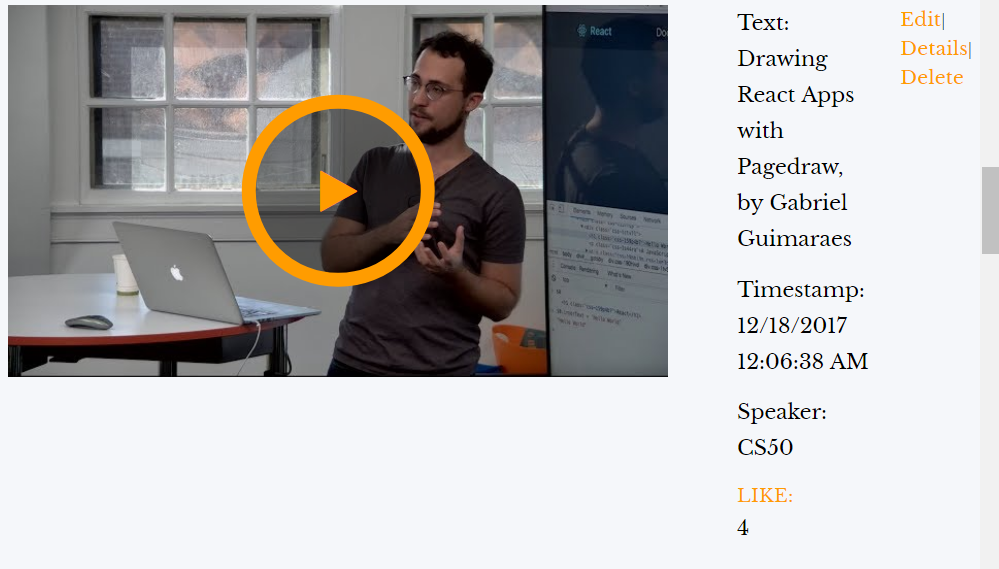 React
Text:
Drawing
React Apps
with
Pagedraw,
by Gabriel
Guimaraes
Timestamp:
12/18/2017
12:06:38 AM
Speaker:
CS50
LIKE:
4
Edit|
Details|
Delete